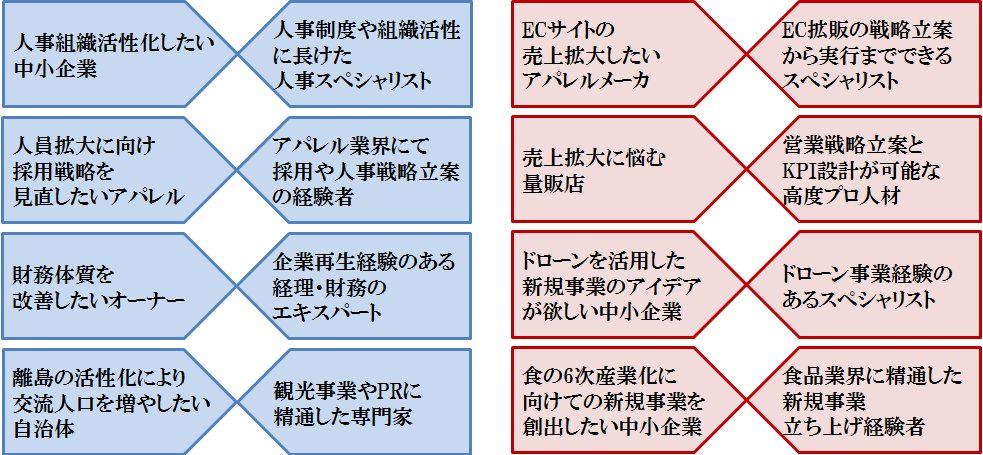 人事組織活性化したい
中小企業
人事制度や組織活性
に長けた
人事スペシャリスト
人員拡大に向け
採用戦略を
見直したいアパレル
アパレル業界にて
採用や人事戦略立案
の経験者
財務体質を
改善したいオーナー
企業再生経験のある
経理・財務の
エキスパート
離島の活性化により
交流人口を増やしたい
自治体
観光事業やPRに
精通した専門家
ECサイトの
売上拡大したい
アパレルメーカ
EC拡販の戦略立案
から実行までできる
スペシャリスト
売上拡大に悩む
量販店
営業戦略立案と
KPI設計が可能な
高度プロ人材
ドローンを活用した
新規事業のアイデア
が欲しい中小企業
ドローン事業経験の
あるスペシャリスト
食の6次産業化に
向けての新規事業を
創出したい中小企業
食品業界に精通した
新規事業
立ち上げ経験者